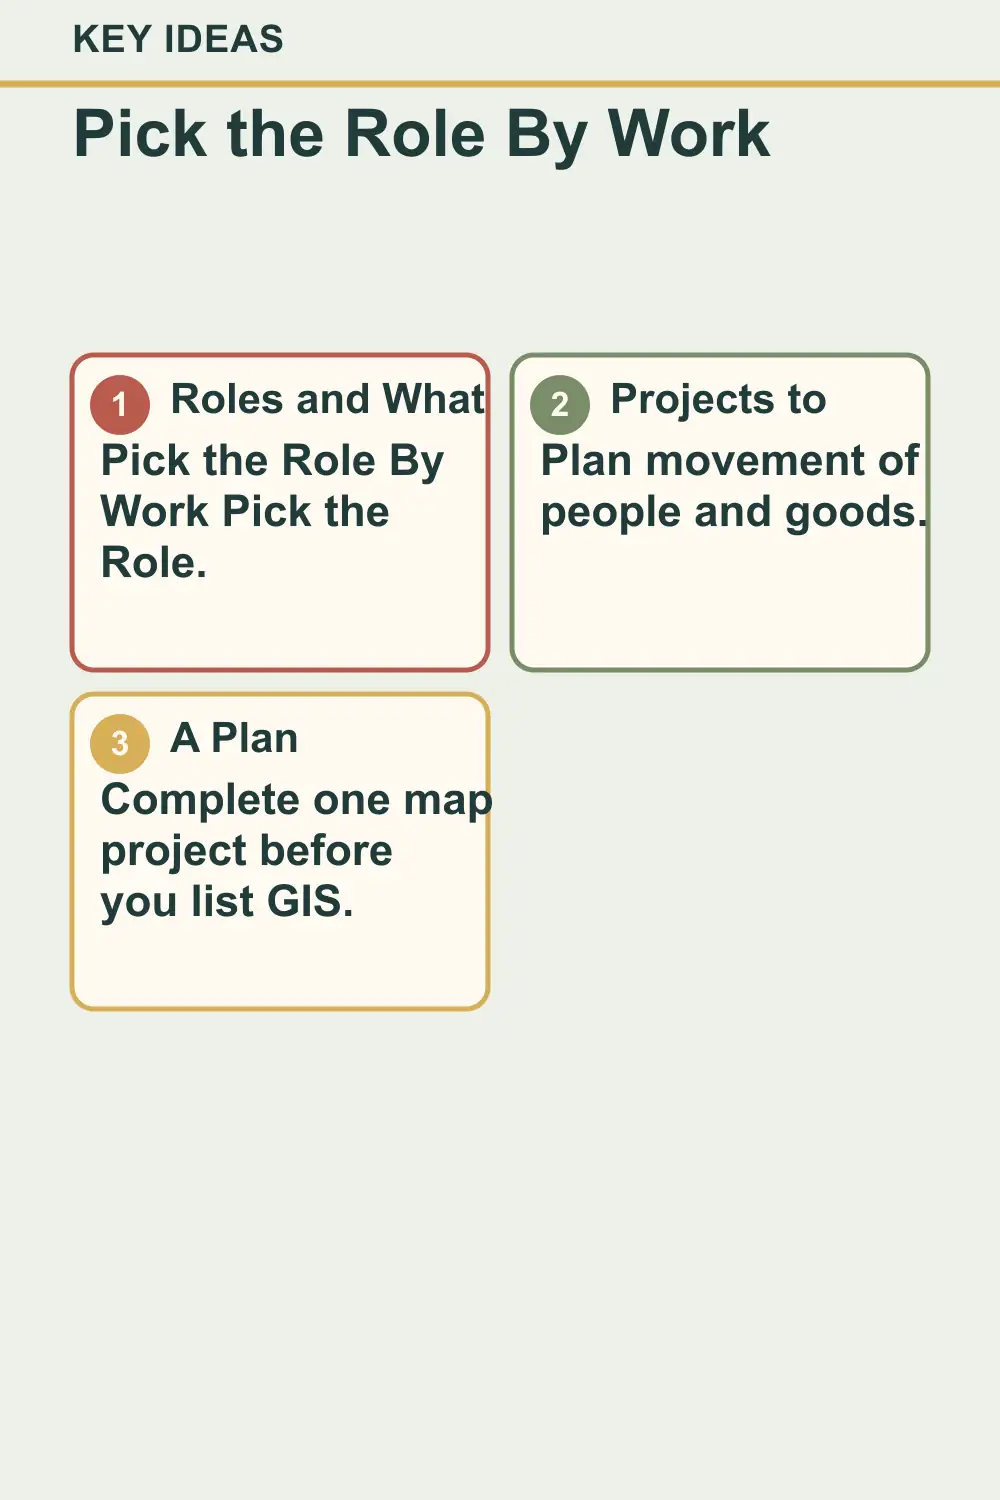 KEY IDEAS
Pick the Role By Work
1 Roles and What
Pick the Role By
Work Pick the
Role.
2 Projects to
Plan movement of
people and goods.
3 A Plan
Complete one map
project before
you list GIS.